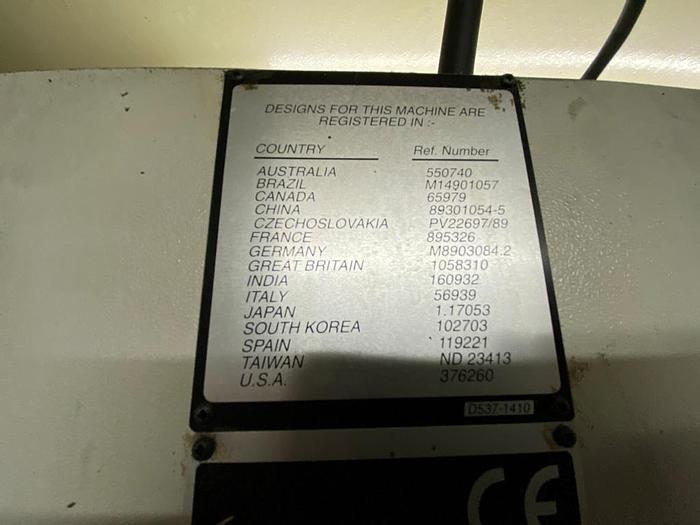 DESIGNS FOR THIS MACHINE ARE
REGISTERED IN :-
COUNTRY Ref. Number
AUSTRALIA 550740
BRAZIL M14901057
CANADA 65979
CHINA 89301054-5
CZECHOSLOVAKIA PV22697/89
FRANCE 895326
GERMANY M8903084.2
GREAT BRITAIN 1058310
INDIA 160932
ITALY 56939
JAPAN 1.17053
SOUTH KOREA 102703
SPAIN 119221
TAIWAN ND 23413
U.S.A. 376260
D537-1410
CE